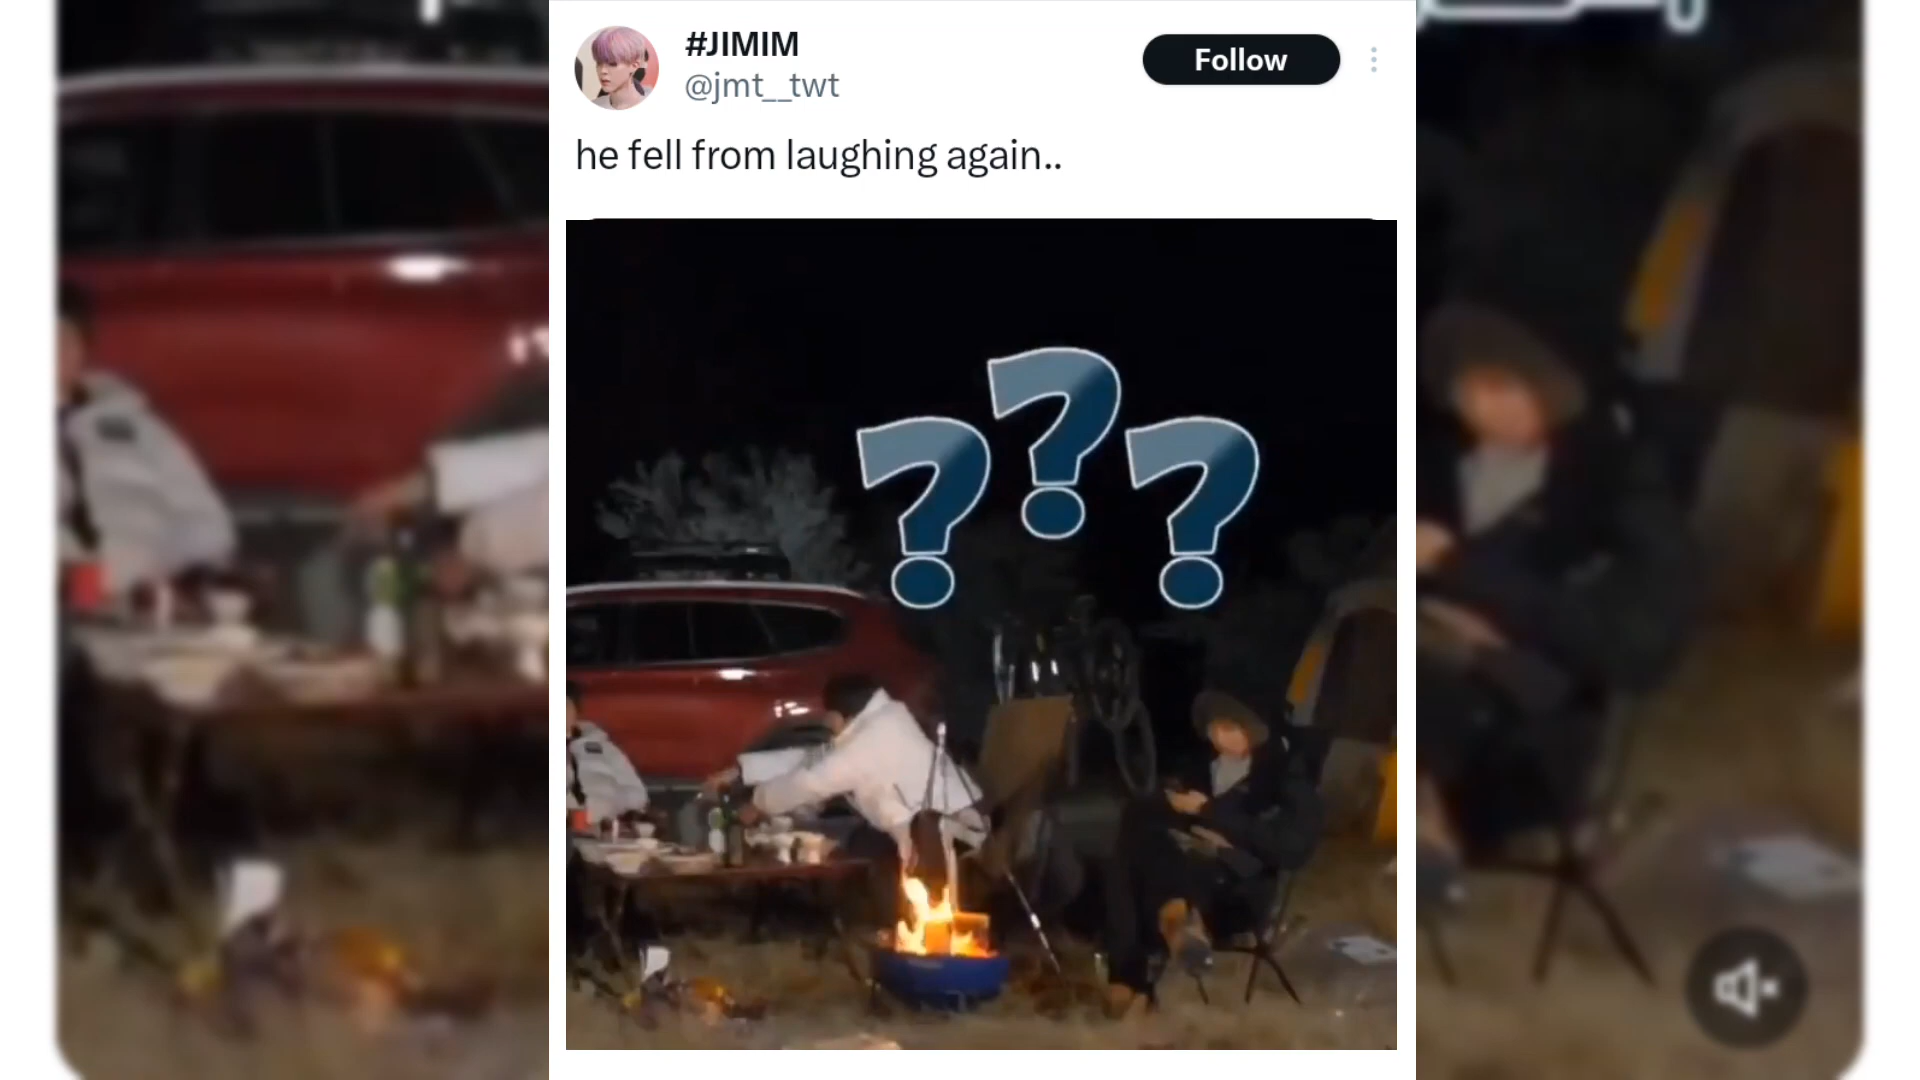 #JIMIM
@jmt__twt
Follow
he fell from laughing again..
???